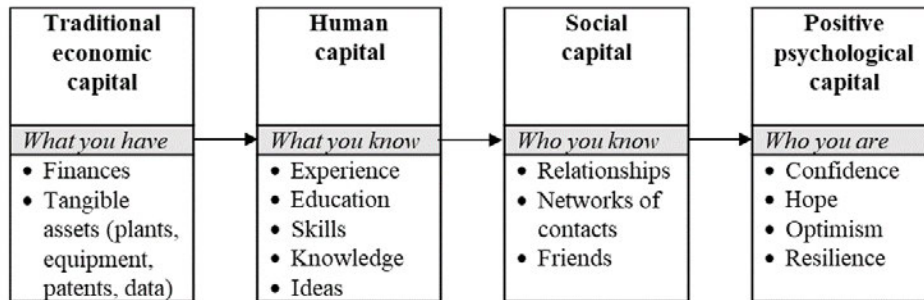 Traditional
economic
capital
What you have
• Finances
• Tangible
assets (plants,
equipment,
patents, data)
Human
capital
What you know
• Experience
• Education
• Skills
• Knowledge
• Ideas
Social
capital
Who you know
• Relationships
• Networks of
contacts
• Friends
Positive
psychological
capital
Who you are
• Confidence
• Hope
• Optimism
• Resilience